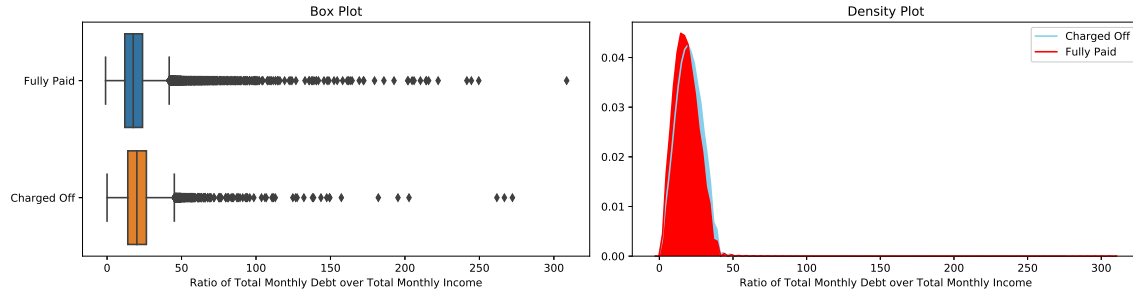 Box Plot
Fully Paid
Charged Off
0 50 100 150 200 250 300
Ratio of Total Monthly Debt over Total Monthly Income
Density Plot
Charged Off
Fully Paid
0.04
0.03
0.02
0.01
0.00
0 50 100 150 200 250 300
Ratio of Total Monthly Debt over Total Monthly Income